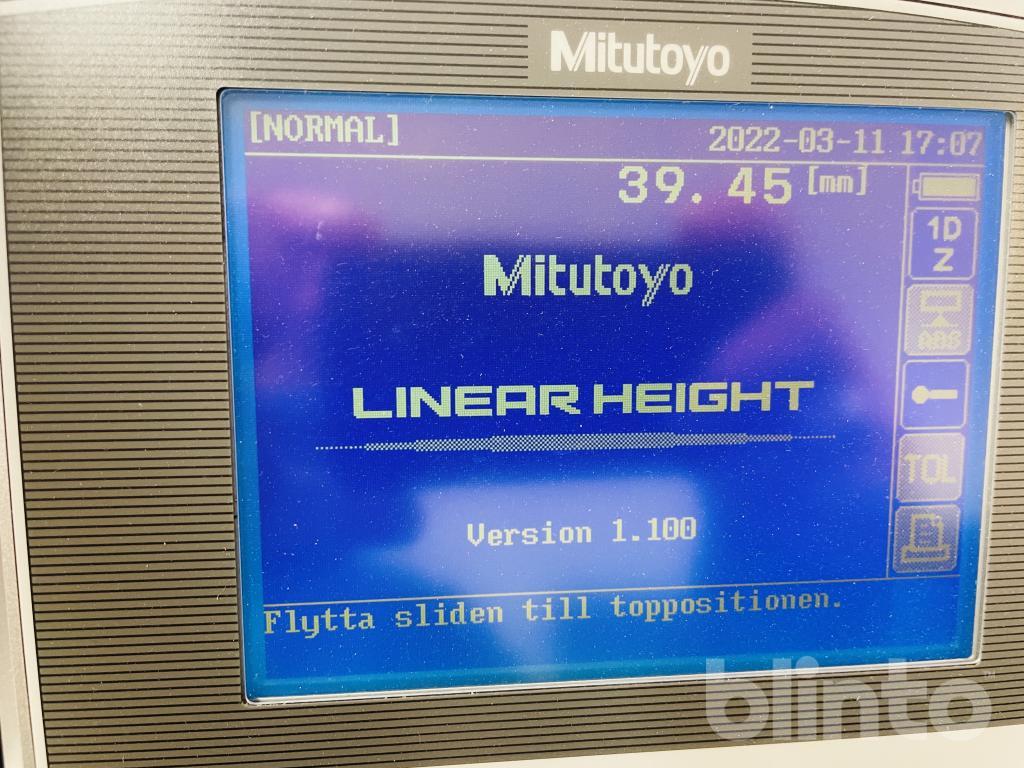 Mitutoyo
[NORMAL]
2022-03-11 17:07
39.45 [mm]
1D
Z
Mitutoyo
ABS
LINEAR HEIGHT
TOL
Version 1.100
Flytta sliden till toppositionen.
blinto